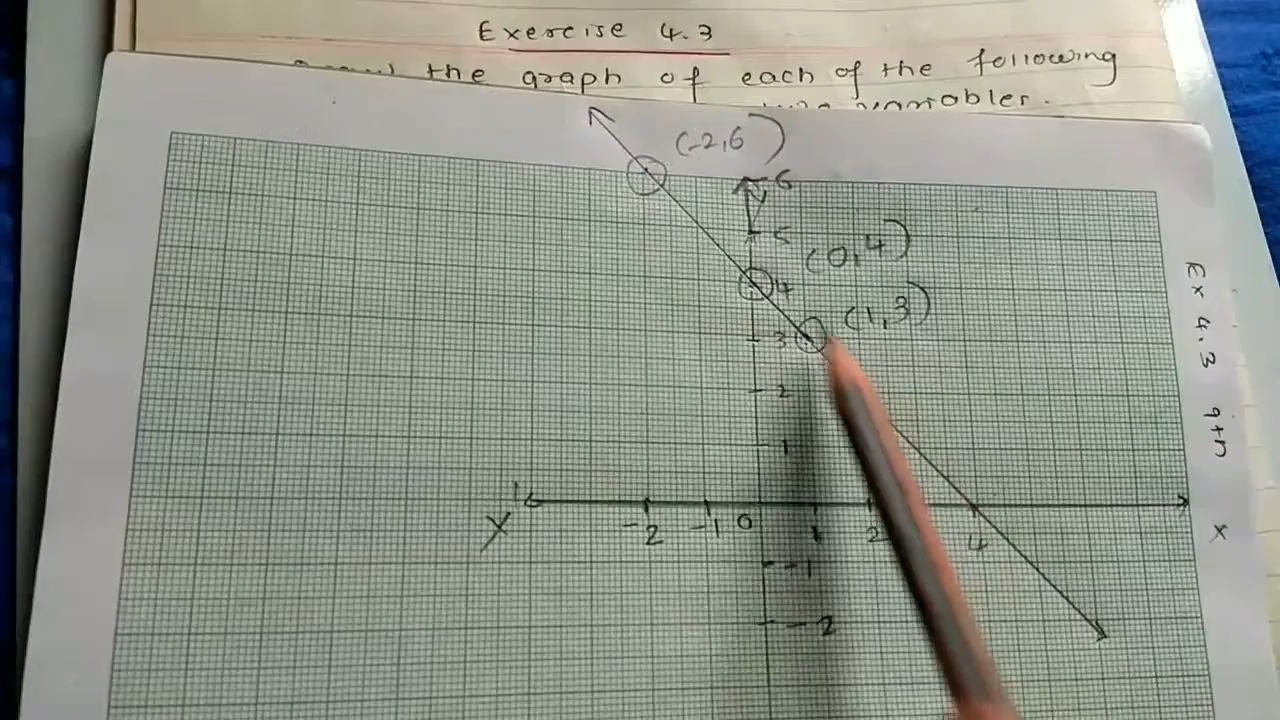 Exercise 4.3
the graph of each of the following
variables.
(-2,6)
6
y
5
(0,4)
4
(1,3)
3
2
1
X'
-2 -1 0 1 2 4
-1
-2
Ex 4.3
x